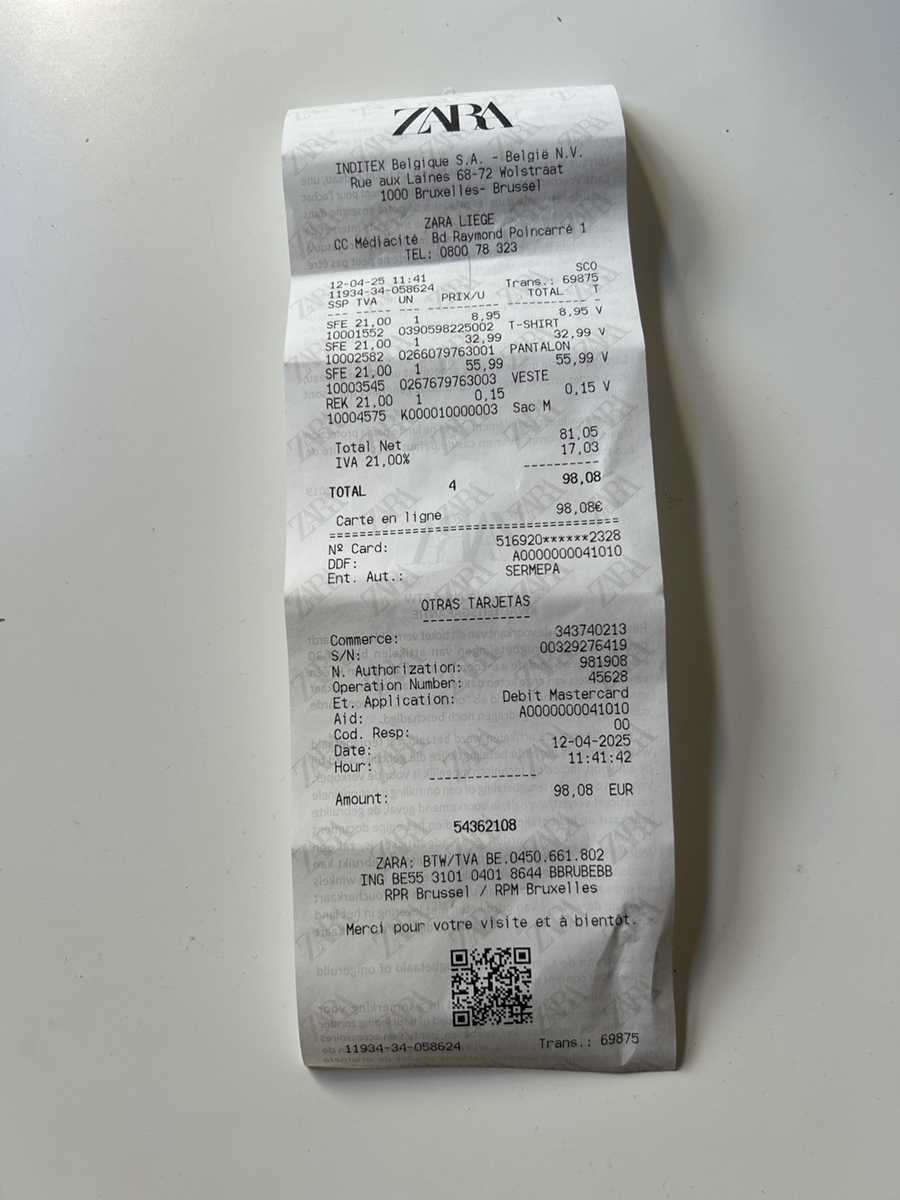 ZARA
INDITEX Belgique S.A. - België N.V.
Rue aux Laines 68-72 Wolstraat
1000 Bruxelles- Brussel
ZARA LIEGE
CC Médiacité Bd Raymond Poincarré 1
TEL: 0800 78 323
SCO
12-04-25 11:41
11934-34-058624 Trans.: 69875
SSP TVA UN PRIX/U TOTAL T
--- --- --- ---------- --------- -
SFE 21,00 1 8,95 8,95 V
10001552 0390598225002 T-SHIRT
SFE 21,00 1 32,99 32,99 V
10002582 0266079763001 PANTALON
SFE 21,00 1 55,99 55,99 V
10003545 0267679763003 VESTE
REK 21,00 1 0,15 0,15 V
10004575 K000010000003 Sac M
Total Net 81,05
IVA 21,00% 17,03
----------
TOTAL 4 98,08
Carte en ligne 98,08€
======================================
Nº Card: 516920******2328
DDF: A0000000041010
Ent. Aut.: SERMEPA
OTRAS TARJETAS
--------------
Commerce: 343740213
S/N: 00329276419
N. Authorization: 981908
Operation Number: 45628
Et. Application: Debit Mastercard
Aid: A0000000041010
Cod. Resp: 00
Date: 12-04-2025
Hour: 11:41:42
--------------
Amount: 98,08 EUR
54362108
ZARA: BTW/TVA BE.0450.661.802
ING BE55 3101 0401 8644 BBRUBEBB
RPR Brussel / RPM Bruxelles
Merci pour votre visite et à bientôt.
11934-34-058624 Trans.: 69875